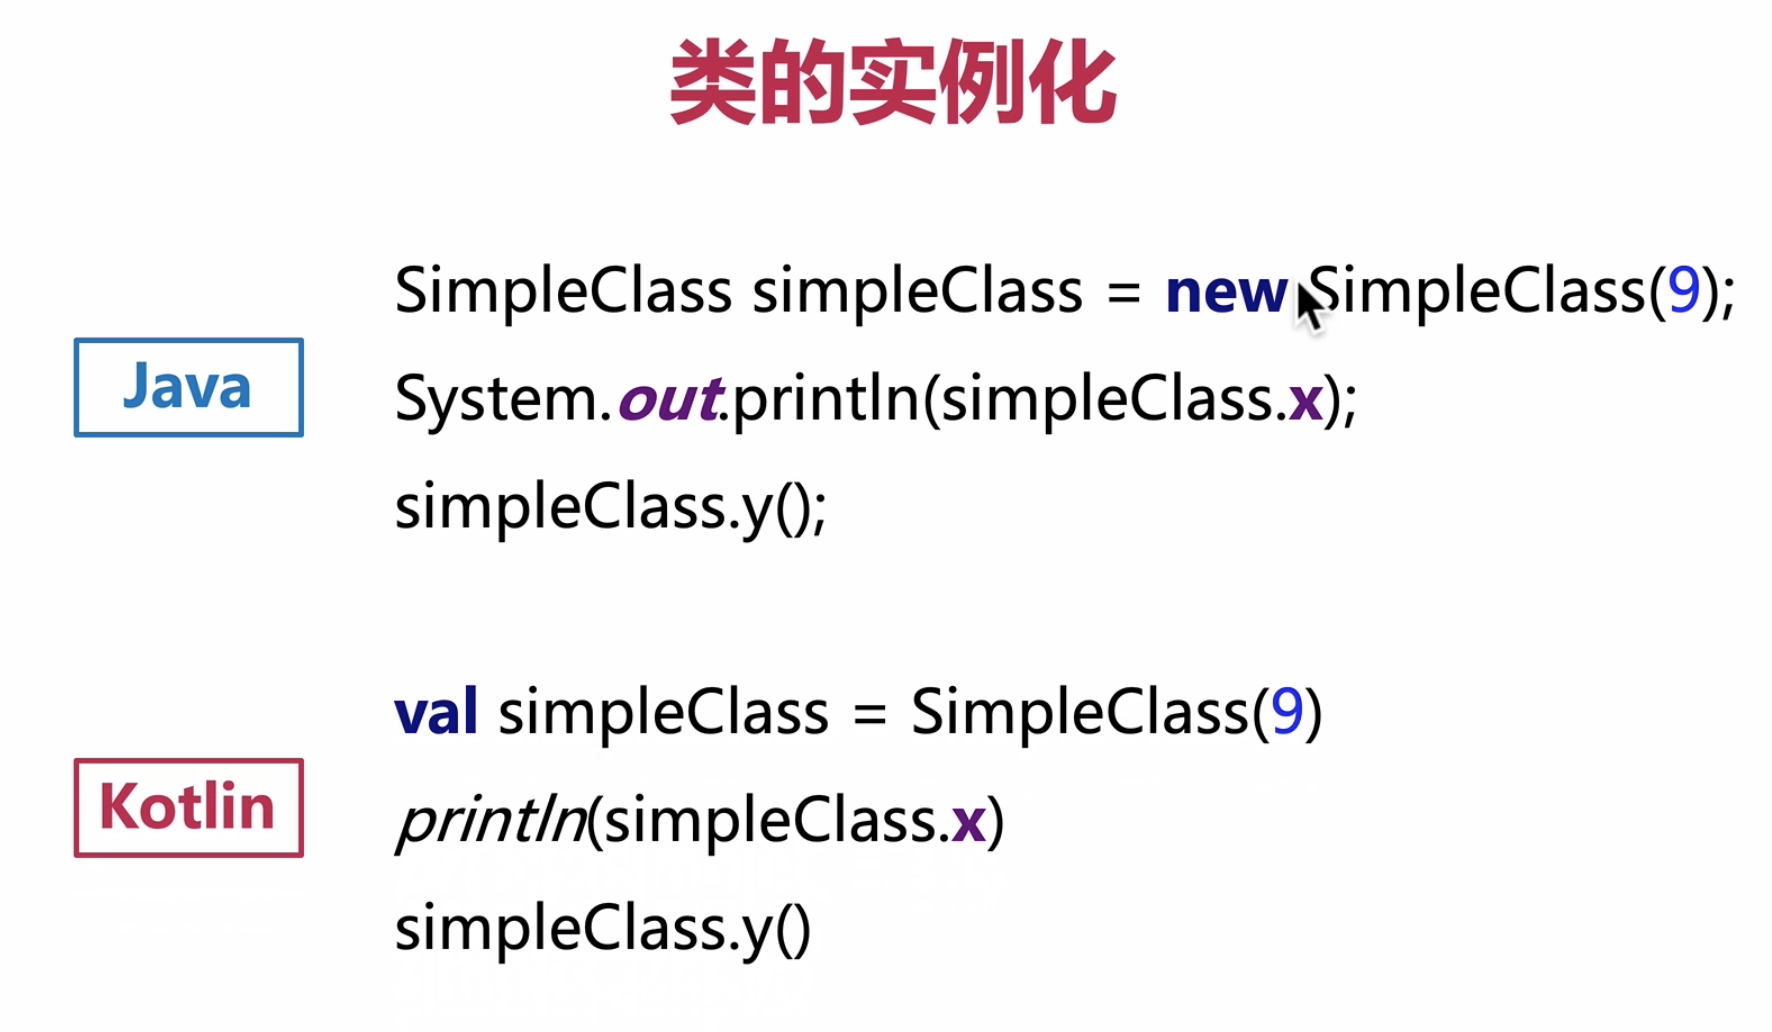 类的实例化
SimpleClass simpleClass = new SimpleClass(9);
Java
System.out.println(simpleClass.x);
simpleClass.y();
val simpleClass = SimpleClass(9)
Kotlin
println(simpleClass.x)
simpleClass.y()